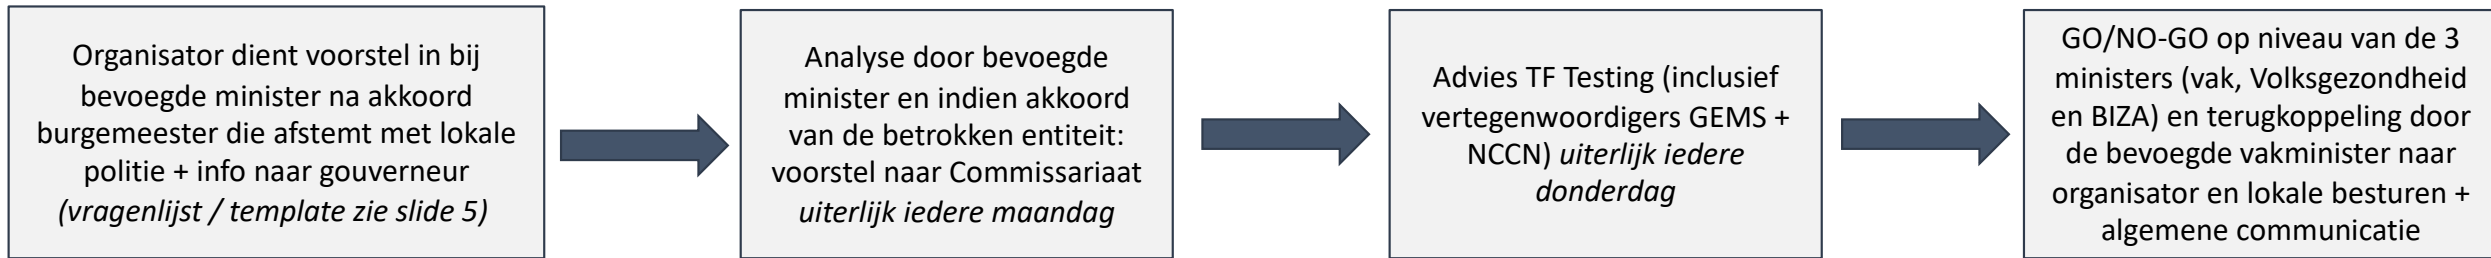 Organisator dient voorstel in bij
bevoegde minister na akkoord
burgemeester die afstemt met lokale
politie + info naar gouverneur
(vragenlijst / template zie slide 5)
Analyse door bevoegde
minister en indien akkoord
van de betrokken entiteit:
voorstel naar Commissariaat
uiterlijk iedere maandag
Advies TF Testing (inclusief
vertegenwoordigers GEMS +
NCCN) uiterlijk iedere
donderdag
GO/NO-GO op niveau van de 3
ministers (vak, Volksgezondheid
en BIZA) en terugkoppeling door
de bevoegde vakminister naar
organisator en lokale besturen +
algemene communicatie